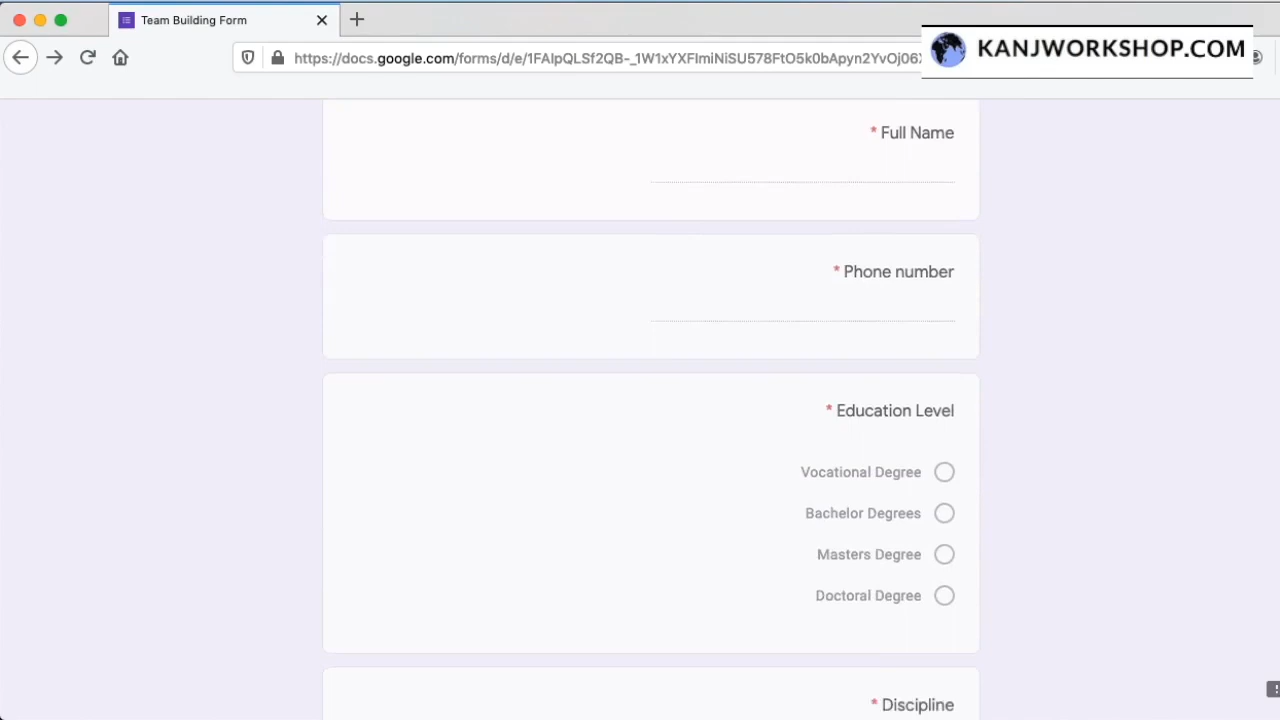 Team Building Form
https://docs.google.com/forms/d/e/1FAIpQLSf2QB-_1W1xYXFImiNiSU578FtO5k0bApyn2YvOj06
KANJWORKSHOP.COM
* Full Name
* Phone number
* Education Level
Vocational Degree
Bachelor Degrees
Masters Degree
Doctoral Degree
* Discipline